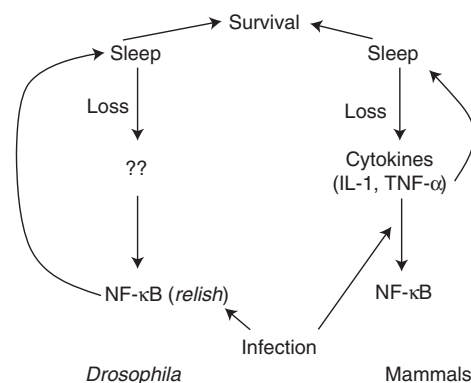 Survival
Sleep
Sleep
Loss
Loss
??
Cytokines
(IL-1, TNF-α)
NF-κB (relish)
NF-κB
Infection
Drosophila
Mammals